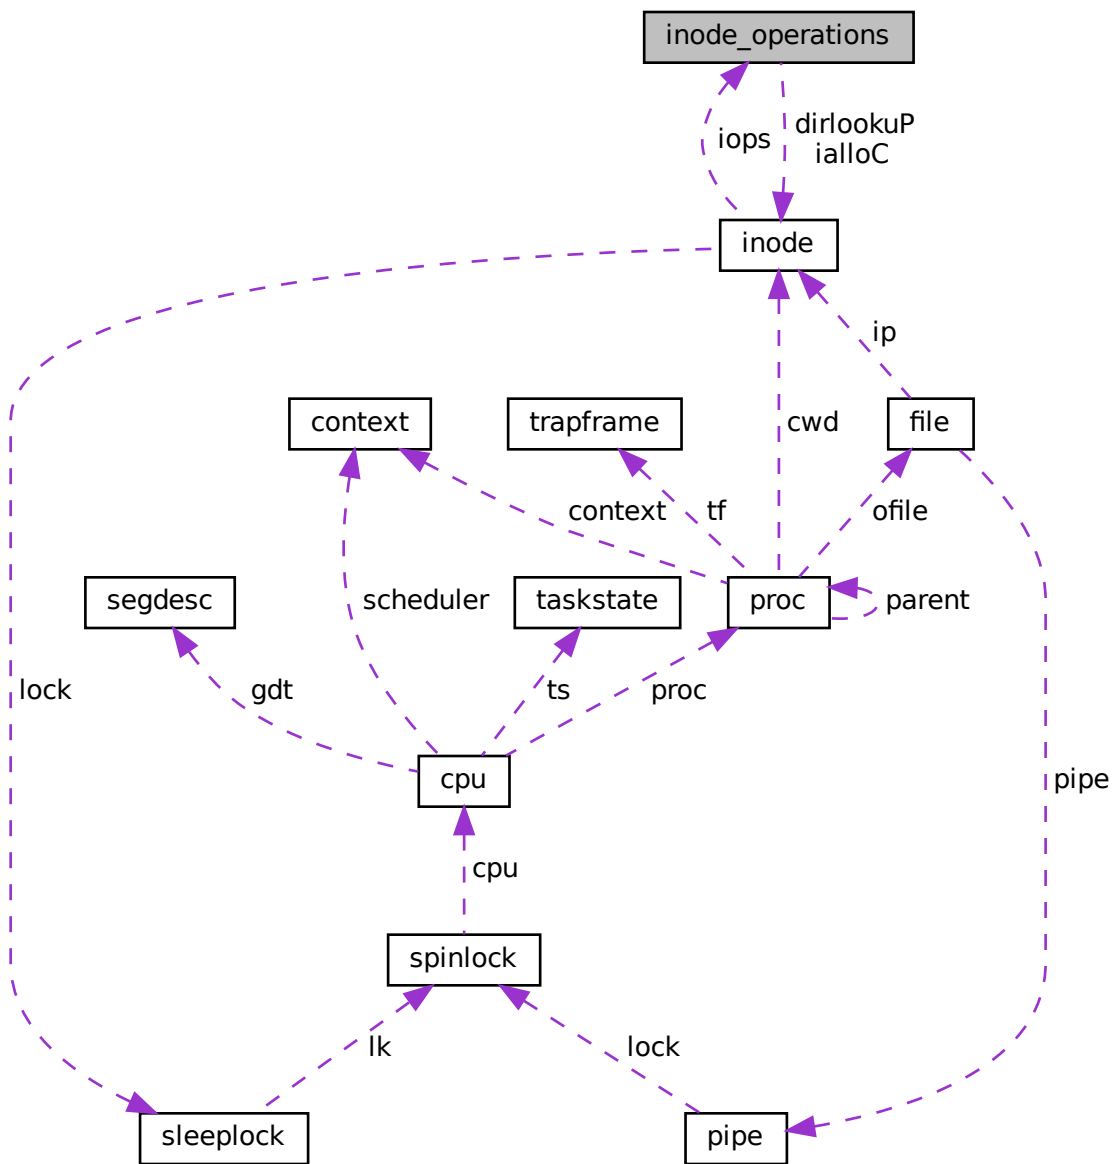 inode_operations
dirlookuP
iops
ialloC
inode
ip
context
trapframe
cwd
file
context
tf
ofile
segdesc
scheduler
taskstate
proc
parent
lock
gdt
ts
proc
cpu
pipe
cpu
spinlock
lk
lock
sleeplock
pipe